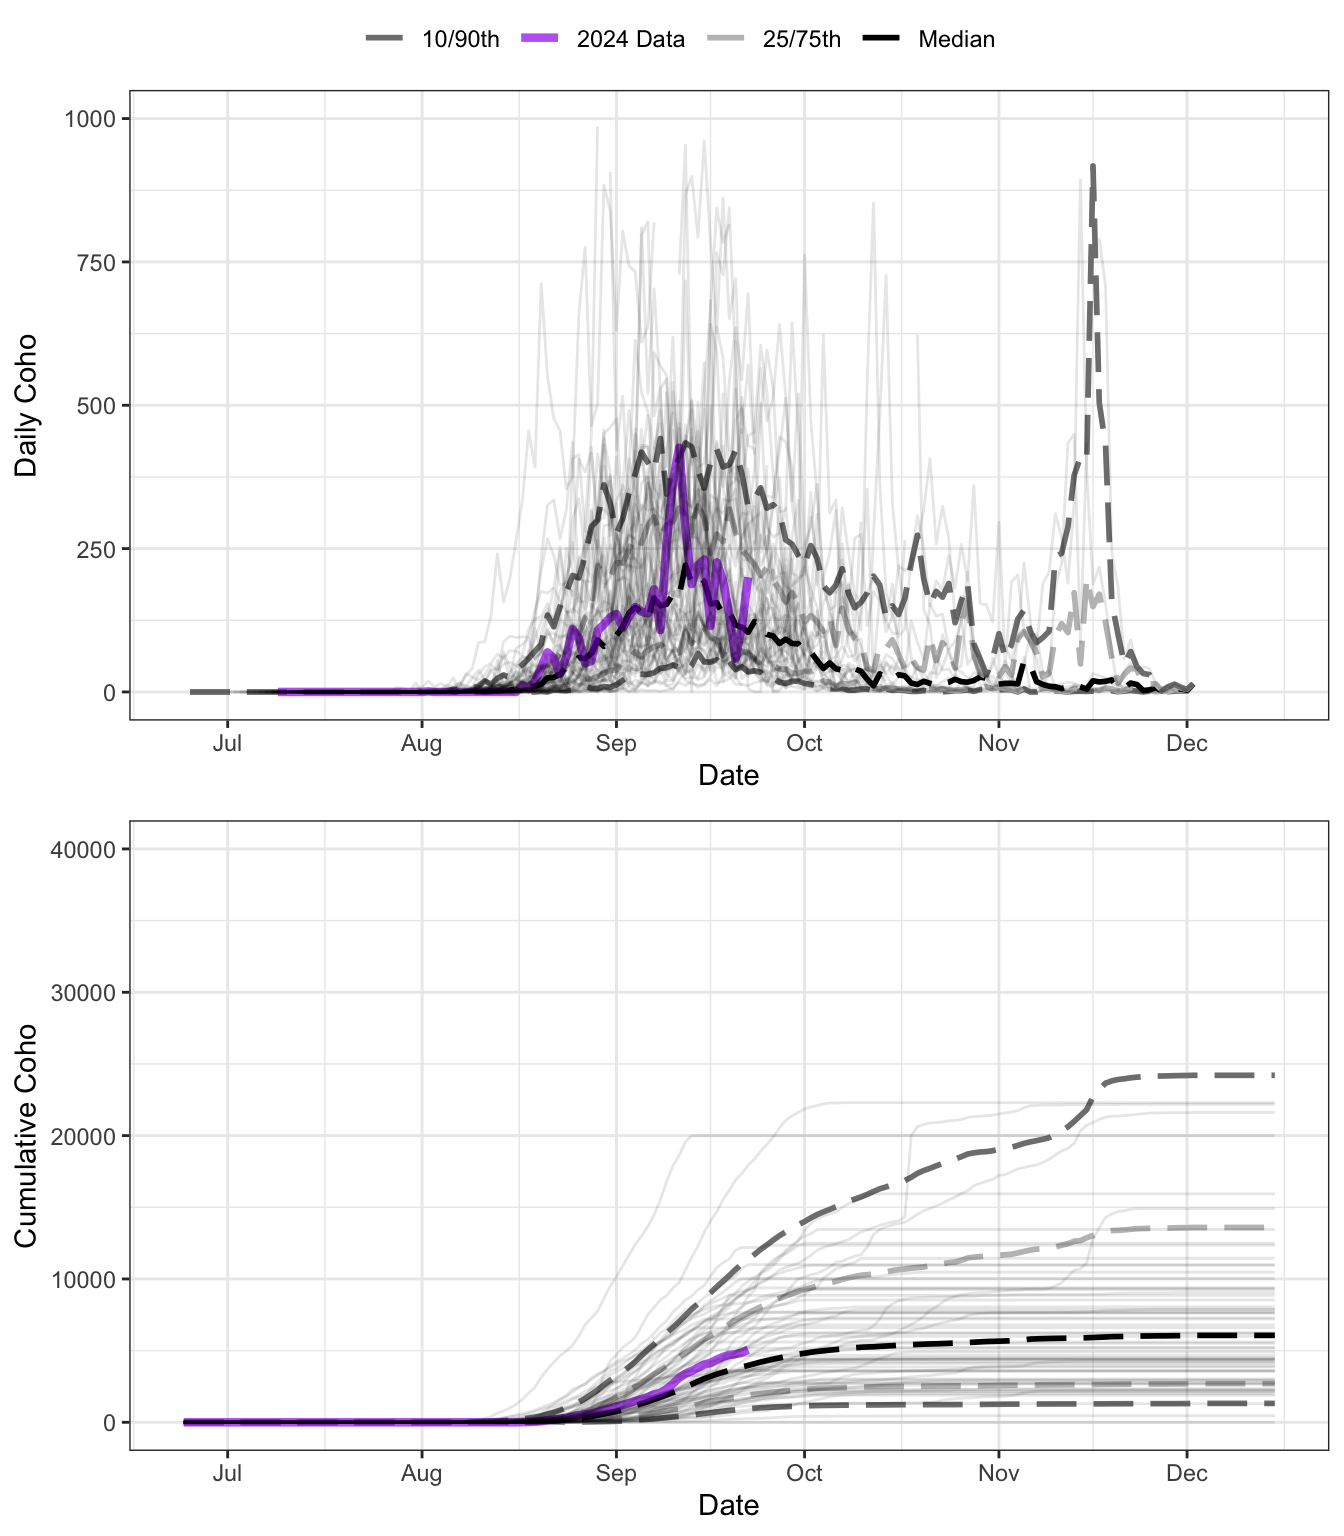 10/90th 2024 Data 25/75th Median
1000
750
500
250
0
Daily Coho
Jul Aug Sep Oct Nov Dec
Date
40000
30000
20000
10000
0
Cumulative Coho
Jul Aug Sep Oct Nov Dec
Date